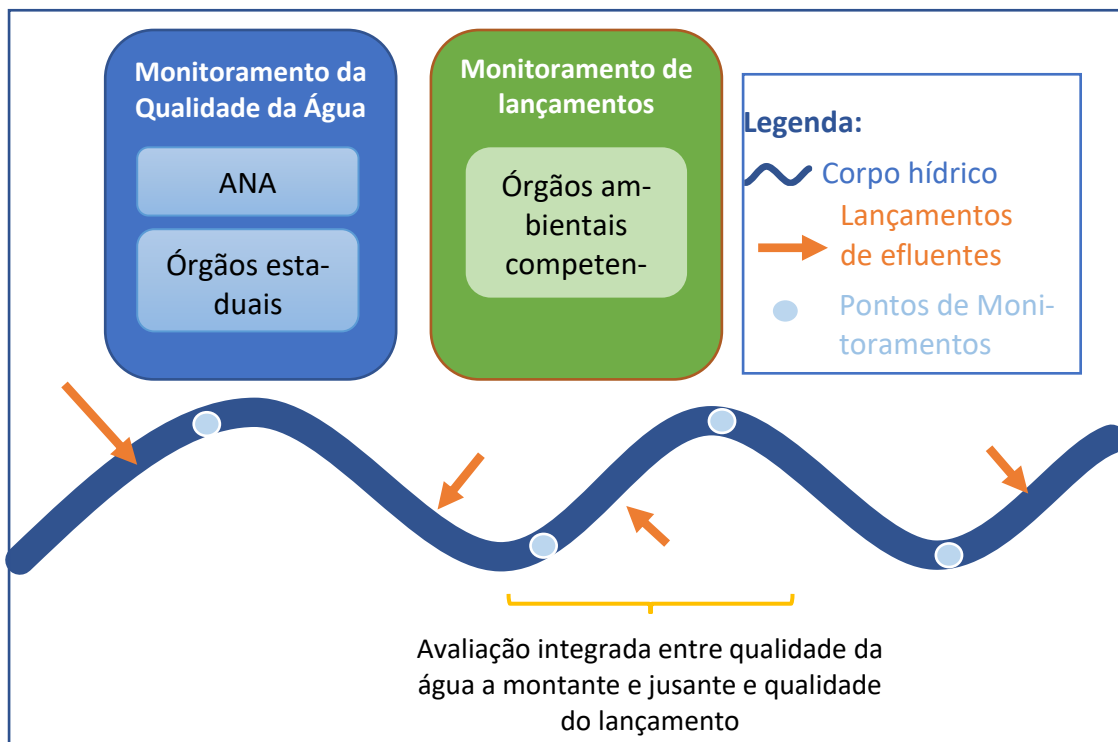 Monitoramento da
Qualidade da Água
ANA
Órgãos esta-
duais
Monitoramento de
lançamentos
Órgãos am-
bientais
competen-
Legenda:
Corpo hídrico
Lançamentos
de efluentes
Pontos de Moni-
toramentos
Avaliação integrada entre qualidade da
água a montante e jusante e qualidade
do lançamento